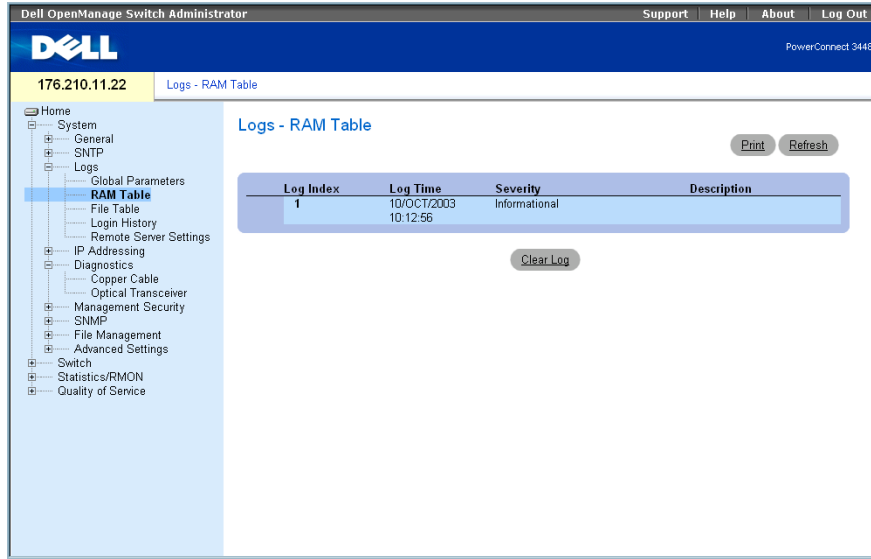 Dell OpenManage Switch Administrator
Support Help About Log Out
DELL
PowerConnect 3448
176.210.11.22
Logs - RAM Table
Home
System
General
SNTP
Logs
Global Parameters
RAM Table
File Table
Login History
Remote Server Settings
IP Addressing
Diagnostics
Copper Cable
Optical Transceiver
Management Security
SNMP
File Management
Advanced Settings
Switch
Statistics/RMON
Quality of Service
Logs - RAM Table
Print Refresh
Log Index Log Time Severity Description
1 10/OCT/2003 Informational
10:12:56
Clear Log